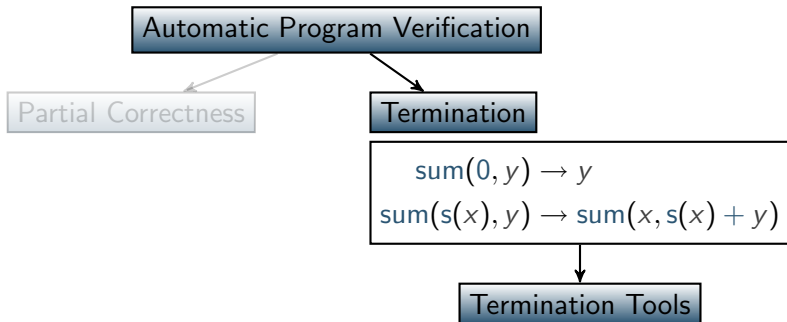 Automatic Program Verification
Partial Correctness
Termination
sum(0, y) → y
sum(s(x), y) → sum(x, s(x) + y)
Termination Tools